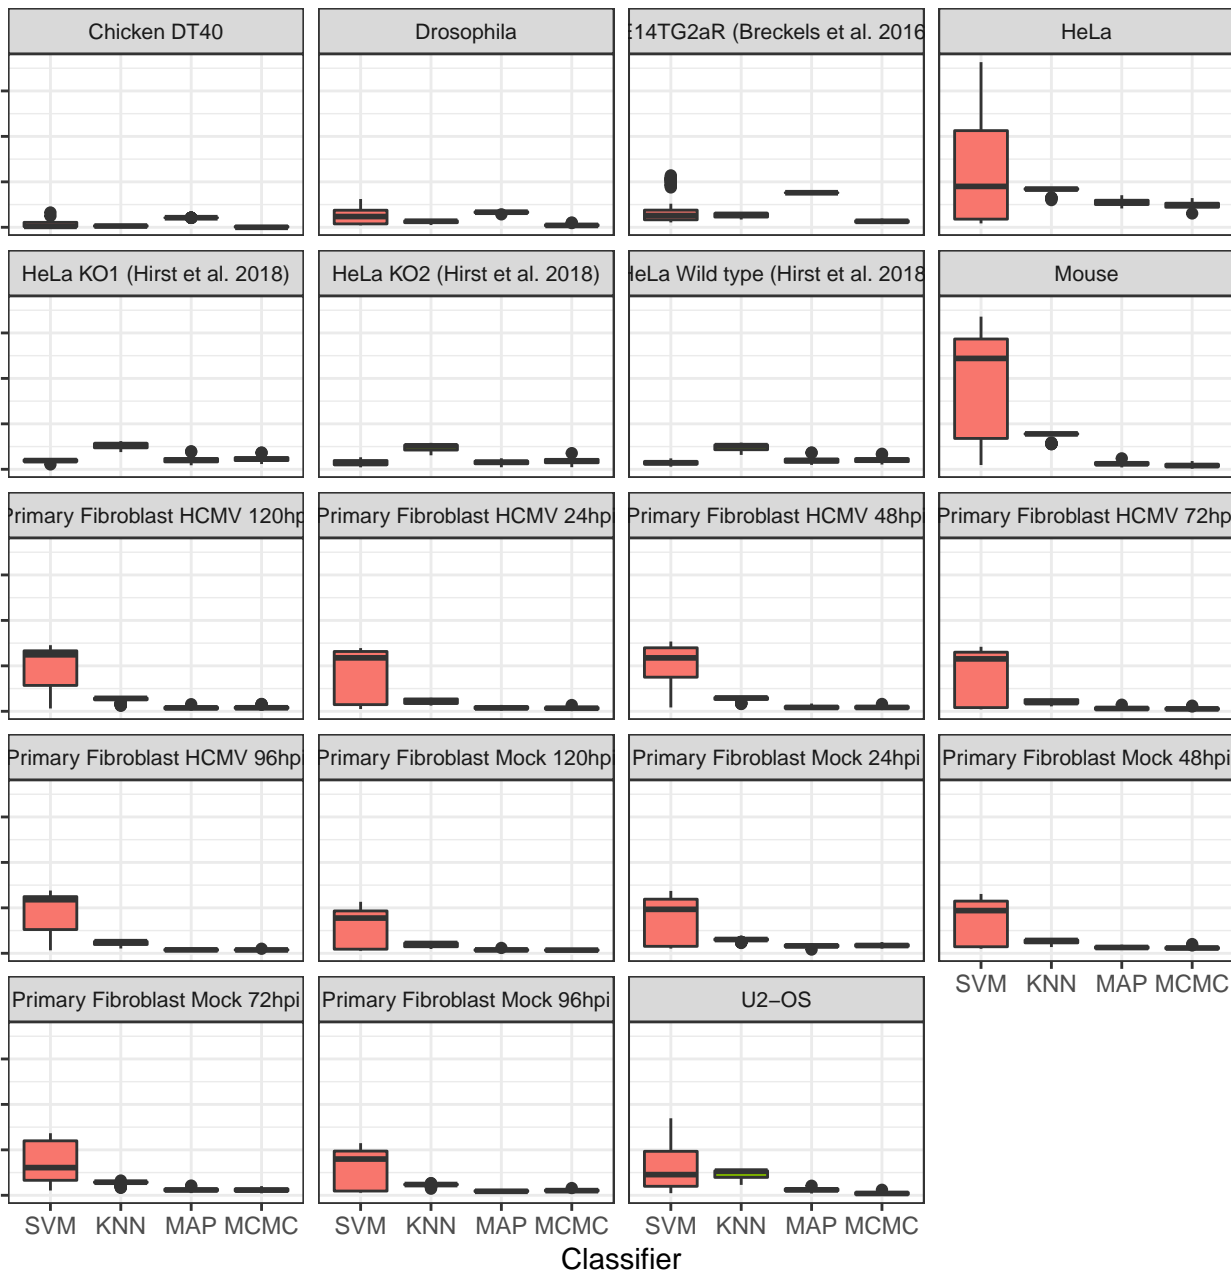 Chicken DT40
Drosophila
E14TG2aR (Breckels et al. 2016
HeLa
HeLa KO1 (Hirst et al. 2018)
HeLa KO2 (Hirst et al. 2018)
HeLa Wild type (Hirst et al. 2018
Mouse
Primary Fibroblast HCMV 120hp
Primary Fibroblast HCMV 24hpi
Primary Fibroblast HCMV 48hpi
Primary Fibroblast HCMV 72hp
Primary Fibroblast HCMV 96hpi
Primary Fibroblast Mock 120hpi
Primary Fibroblast Mock 24hpi
Primary Fibroblast Mock 48hpi
SVM KNN MAP MCMC
Primary Fibroblast Mock 72hpi
Primary Fibroblast Mock 96hpi
U2−OS
SVM KNN MAP MCMC
SVM KNN MAP MCMC
SVM KNN MAP MCMC
Classifier